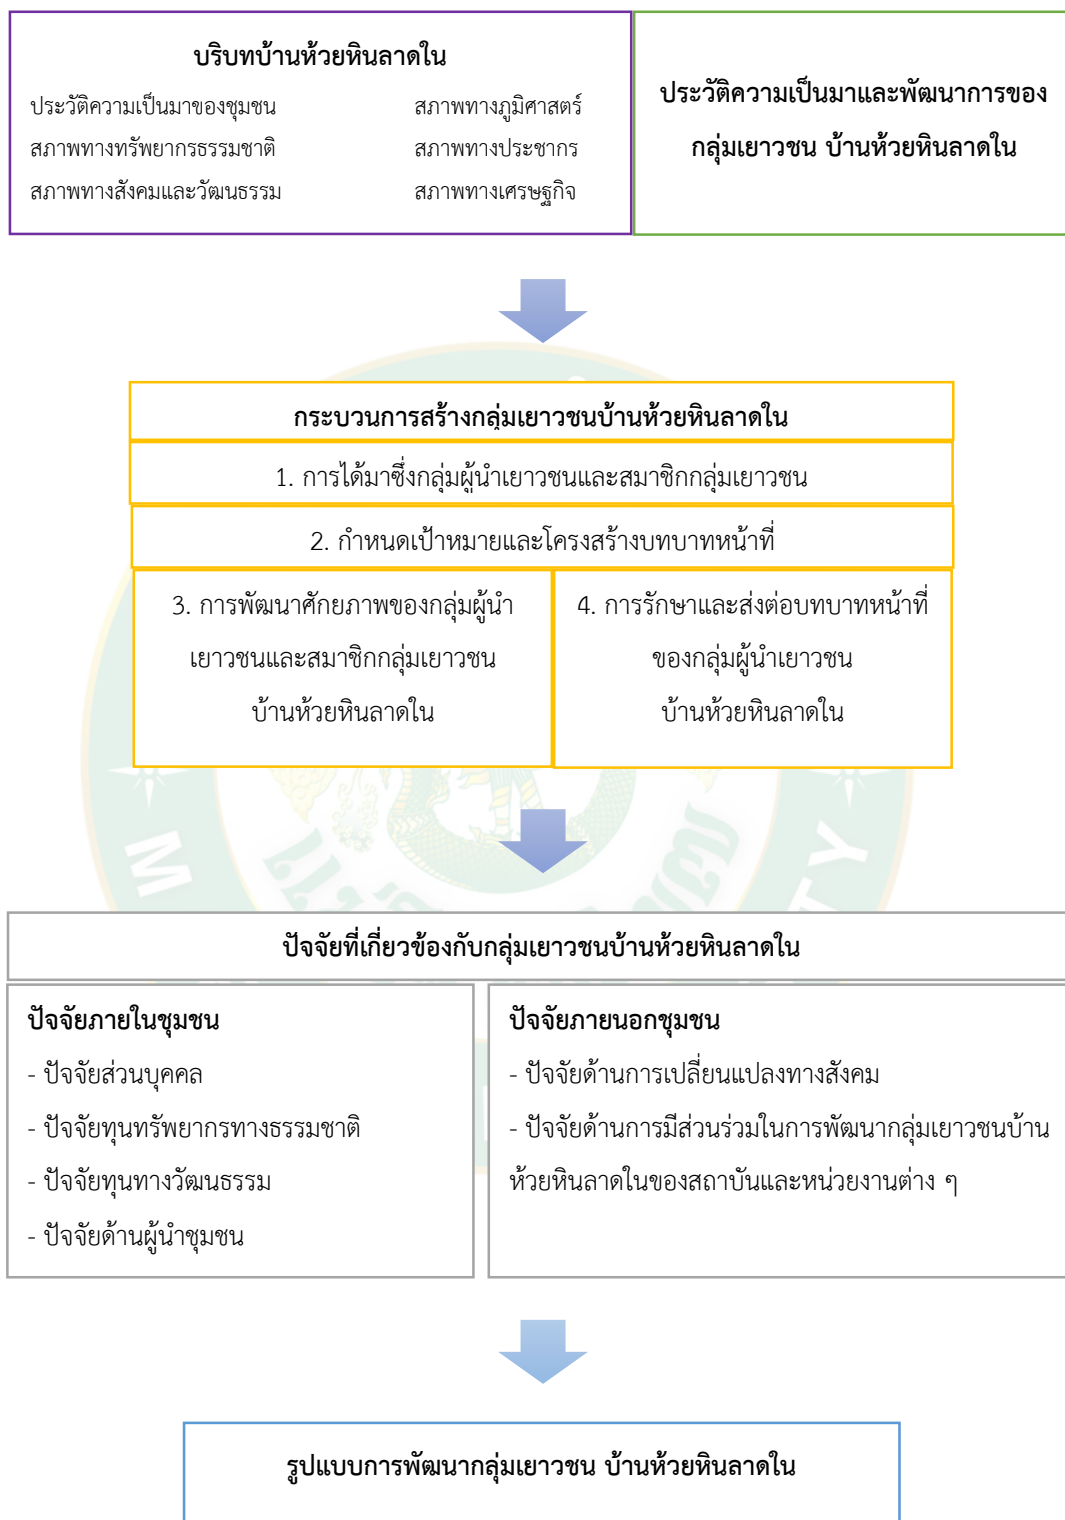 บริบทบ้านห้วยหินลาดใน
ประวัติความเป็นมาของชุมชน สภาพทางภูมิศาสตร์
สภาพทางทรัพยากรธรรมชาติ สภาพทางประชากร
สภาพทางสังคมและวัฒนธรรม สภาพทางเศรษฐกิจ
ประวัติความเป็นมาและพัฒนาการของ
กลุ่มเยาวชน บ้านห้วยหินลาดใน
กระบวนการสร้างกลุ่มเยาวชนบ้านห้วยหินลาดใน
1. การได้มาซึ่งกลุ่มผู้นำเยาวชนและสมาชิกกลุ่มเยาวชน
2. กำหนดเป้าหมายและโครงสร้างบทบาทหน้าที่
3. การพัฒนาศักยภาพของกลุ่มผู้นำ
เยาวชนและสมาชิกกลุ่มเยาวชน
บ้านห้วยหินลาดใน
4. การรักษาและส่งต่อบทบาทหน้าที่
ของกลุ่มผู้นำเยาวชน
บ้านห้วยหินลาดใน
ปัจจัยที่เกี่ยวข้องกับกลุ่มเยาวชนบ้านห้วยหินลาดใน
ปัจจัยภายในชุมชน
- ปัจจัยส่วนบุคคล
- ปัจจัยทุนทรัพยากรทางธรรมชาติ
- ปัจจัยทุนทางวัฒนธรรม
- ปัจจัยด้านผู้นำชุมชน
ปัจจัยภายนอกชุมชน
- ปัจจัยด้านการเปลี่ยนแปลงทางสังคม
- ปัจจัยด้านการมีส่วนร่วมในการพัฒนากลุ่มเยาวชนบ้าน
ห้วยหินลาดในของสถาบันและหน่วยงานต่าง ๆ
รูปแบบการพัฒนากลุ่มเยาวชน บ้านห้วยหินลาดใน